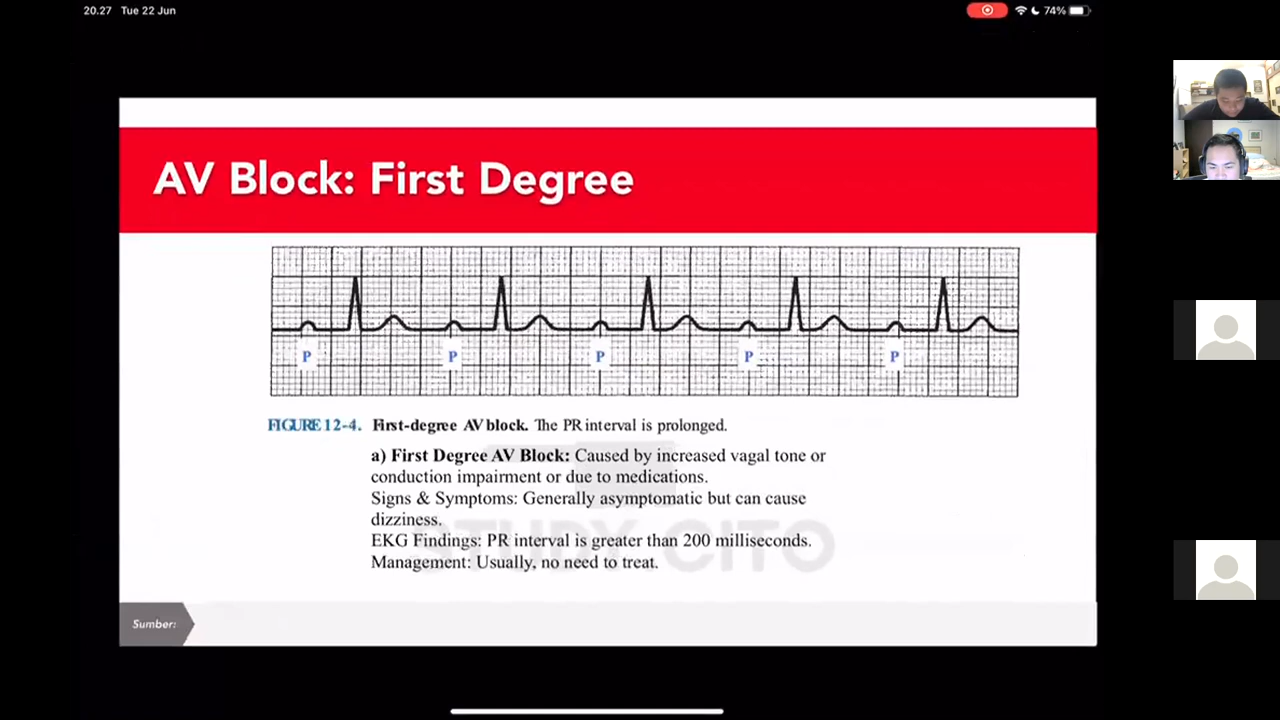 20.27 Tue 22 Jun
74%
AV Block: First Degree
P P P P P
FIGURE 12-4. First-degree AV block. The PR interval is prolonged.
a) First Degree AV Block: Caused by increased vagal tone or
conduction impairment or due to medications.
Signs & Symptoms: Generally asymptomatic but can cause
dizziness.
EKG Findings: PR interval is greater than 200 milliseconds.
Management: Usually, no need to treat.
STUDY CITO
Sumber: